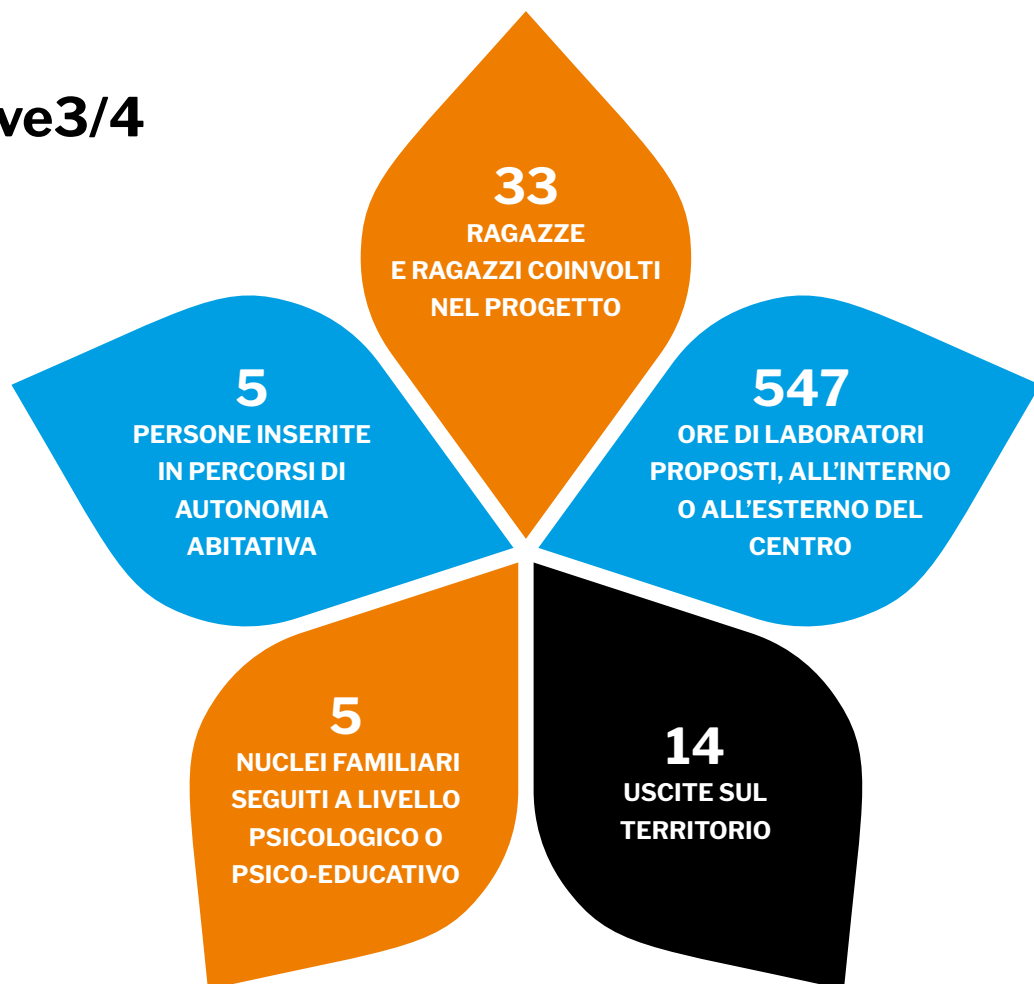 ve3/4
33
RAGAZZE
E RAGAZZI COINVOLTI
NEL PROGETTO
5
PERSONE INSERITE
IN PERCORSI DI
AUTONOMIA
ABITATIVA
547
ORE DI LABORATORI
PROPOSTI, ALL’INTERNO
O ALL’ESTERNO DEL
CENTRO
5
NUCLEI FAMILIARI
SEGUITI A LIVELLO
PSICOLOGICO O
PSICO-EDUCATIVO
14
USCITE SUL
TERRITORIO